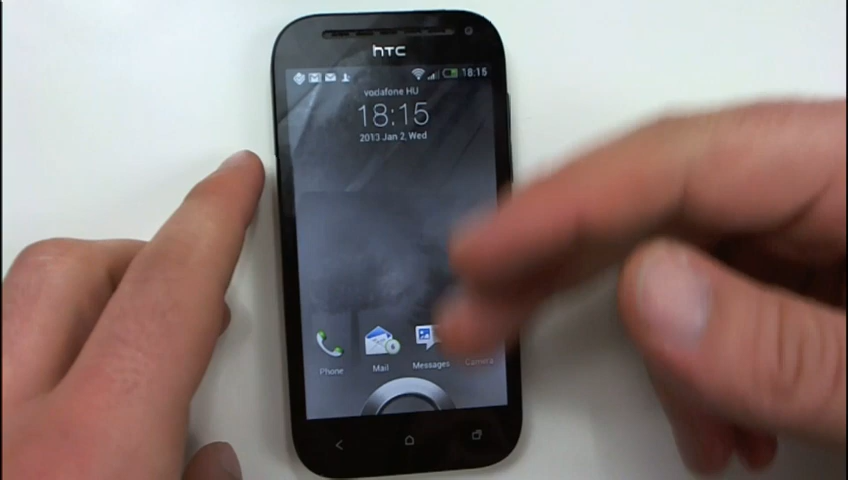 hTC
18:15
vodafone HU
18:15
2013 Jan 2, Wed
Phone
Mail
Messages
Camera